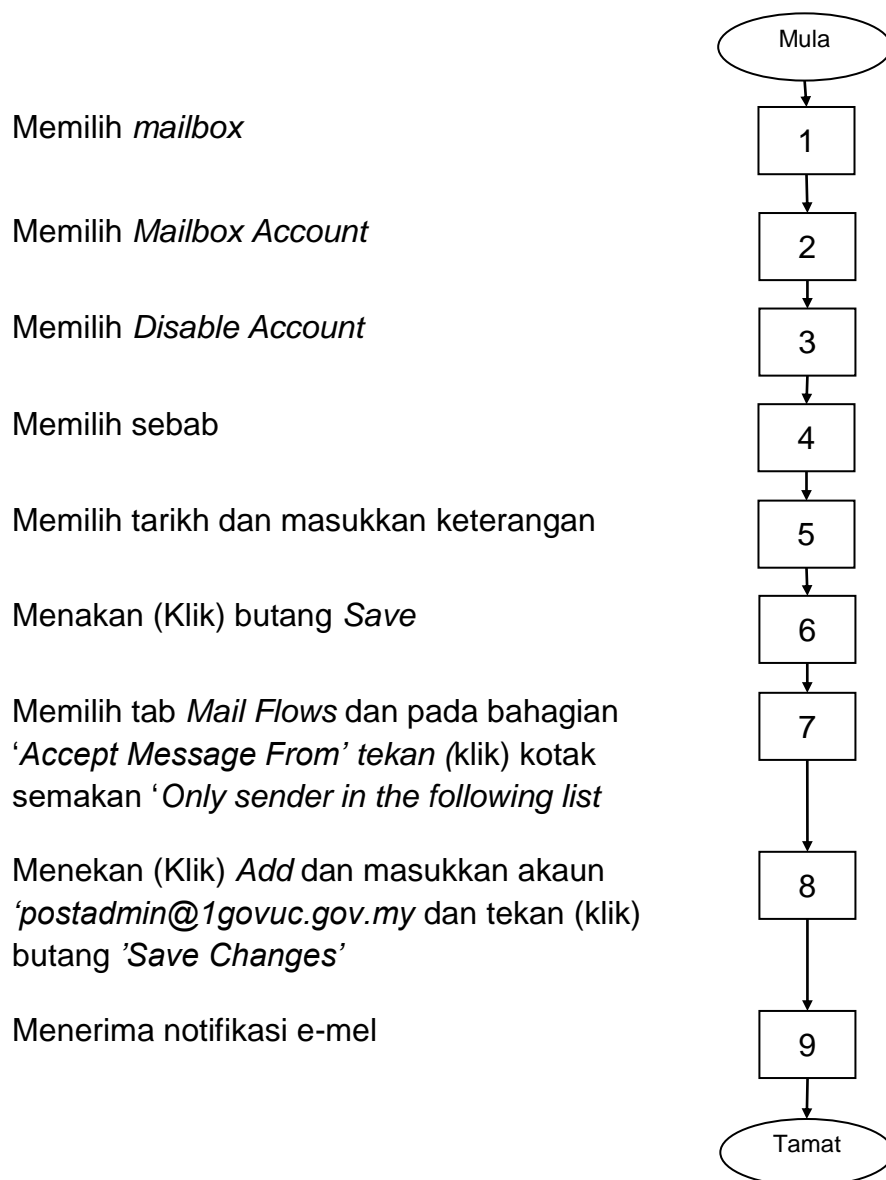 Mula
Memilih mailbox
1
Memilih Mailbox Account
2
Memilih Disable Account
3
Memilih sebab
4
Memilih tarikh dan masukkan keterangan
5
Menakan (Klik) butang Save
6
Memilih tab Mail Flows dan pada bahagian
‘Accept Message From’ tekan (klik) kotak
semakan ‘Only sender in the following list
7
Menekan (Klik) Add dan masukkan akaun
‘postadmin@1govuc.gov.my dan tekan (klik)
butang ’Save Changes’
8
Menerima notifikasi e-mel
9
Tamat